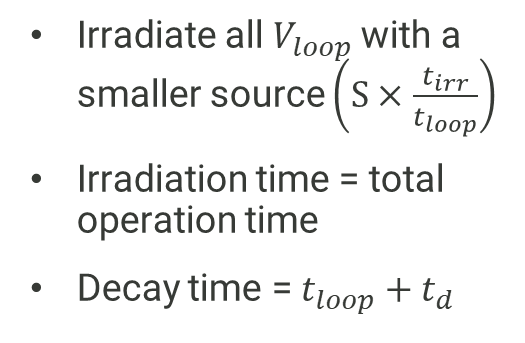 • Irradiate all V_loop with a
smaller source (S × t_irr/t_loop)
• Irradiation time = total
operation time
• Decay time = t_loop + t_d